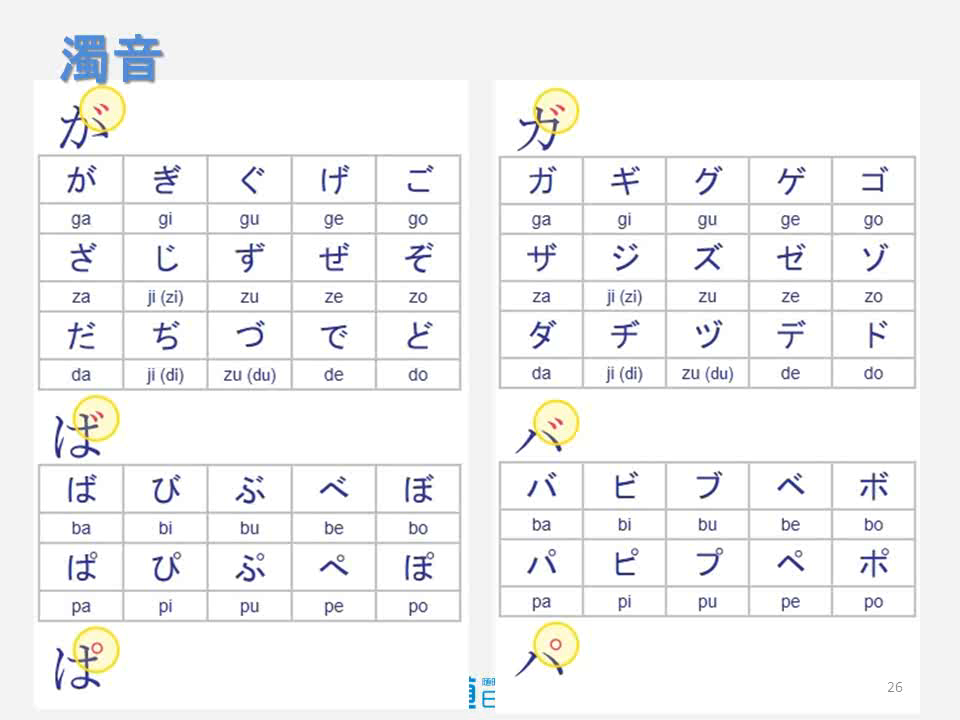 濁音
が
が ぎ ぐ げ ご
ga gi gu ge go
ざ じ ず ぜ ぞ
za ji (zi) zu ze zo
だ ぢ づ で ど
da ji (di) zu (du) de do
ば
ば び ぶ べ ぼ
ba bi bu be bo
ぱ ぴ ぷ ぺ ぽ
pa pi pu pe po
ぱ
ガ
ガ ギ グ ゲ ゴ
ga gi gu ge go
ザ ジ ズ ゼ ゾ
za ji (zi) zu ze zo
ダ ヂ ヅ デ ド
da ji (di) zu (du) de do
バ
バ ビ ブ ベ ボ
ba bi bu be bo
パ ピ プ ペ ポ
pa pi pu pe po
パ
26